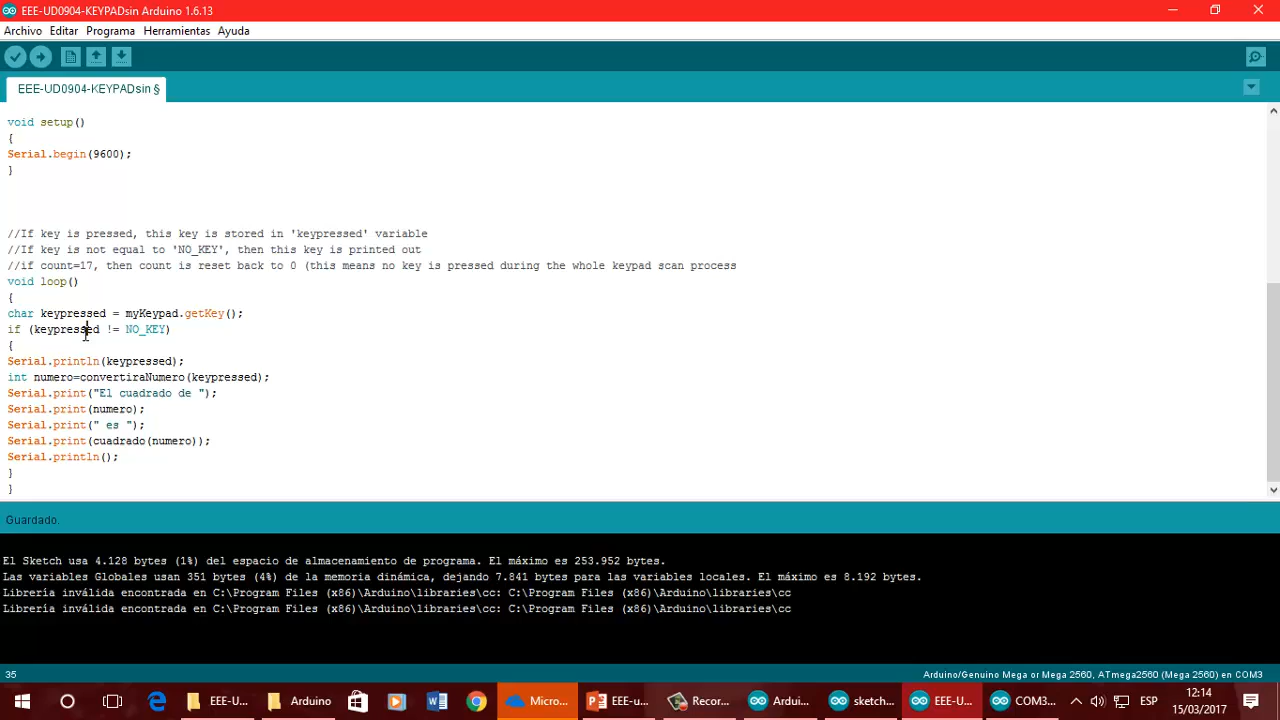 EEE-UD0904-KEYPADsin Arduino 1.6.13
Archivo Editar Programa Herramientas Ayuda
EEE-UD0904-KEYPADsin §
void setup()
{
Serial.begin(9600);
}
//If key is pressed, this key is stored in 'keypressed' variable
//If key is not equal to 'NO_KEY', then this key is printed out
//if count=17, then count is reset back to 0 (this means no key is pressed during the whole keypad scan process
void loop()
{
char keypressed = myKeypad.getKey();
if (keypressed != NO_KEY)
{
Serial.println(keypressed);
int numero=convertiraNumero(keypressed);
Serial.print("El cuadrado de ");
Serial.print(numero);
Serial.print(" es ");
Serial.print(cuadrado(numero));
Serial.println();
}
}
Guardado.
El Sketch usa 4.128 bytes (1%) del espacio de almacenamiento de programa. El máximo es 253.952 bytes.
Las variables Globales usan 351 bytes (4%) de la memoria dinámica, dejando 7.841 bytes para las variables locales. El máximo es 8.192 bytes.
Librería inválida encontrada en C:\Program Files (x86)\Arduino\libraries\cc: C:\Program Files (x86)\Arduino\libraries\cc
Librería inválida encontrada en C:\Program Files (x86)\Arduino\libraries\cc: C:\Program Files (x86)\Arduino\libraries\cc
35 Arduino/Genuino Mega or Mega 2560, ATmega2560 (Mega 2560) en COM3
EEE-U... Arduino Micro... EEE-u... Recor... Ardui... sketch... EEE-U... COM3... ESP 12:14
15/03/2017